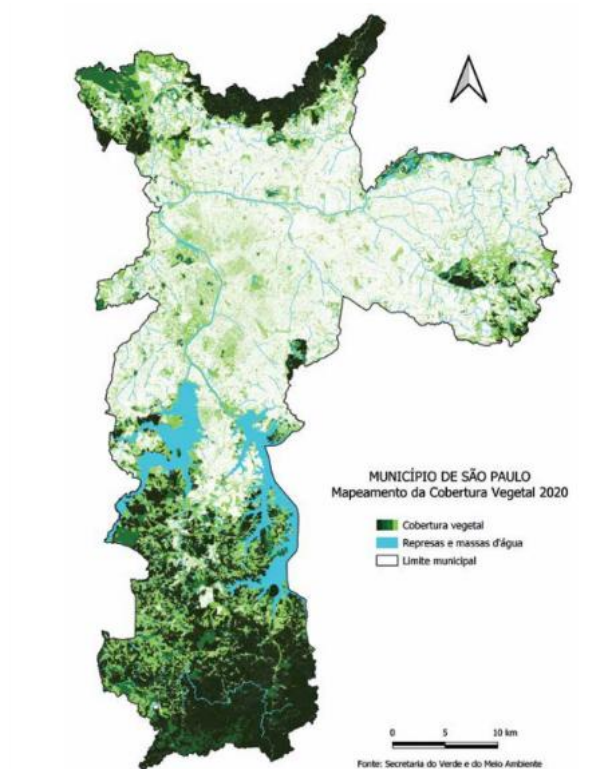 MUNICÍPIO DE SÃO PAULO
Mapeamento da Cobertura Vegetal 2020
Cobertura vegetal
Represas e massas d'água
Limite municipal
0 5 10 km
Fonte: Secretaria do Verde e do Meio Ambiente